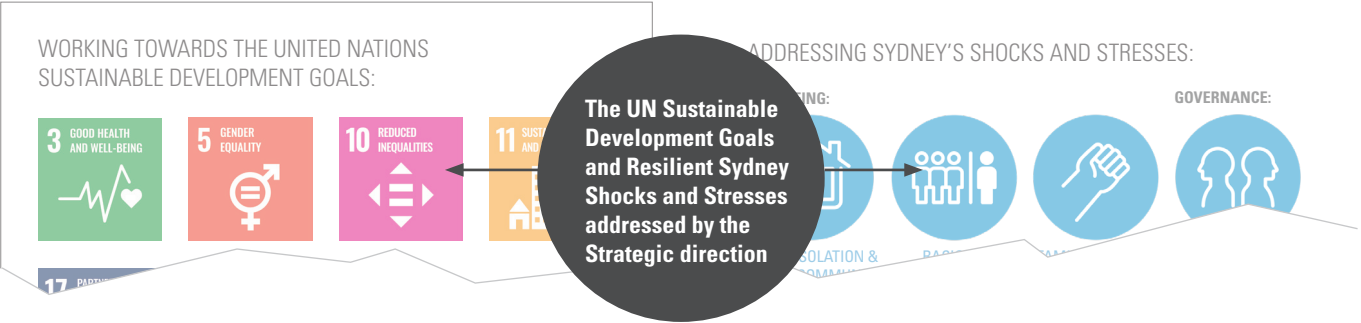 WORKING TOWARDS THE UNITED NATIONS
SUSTAINABLE DEVELOPMENT GOALS:
3 GOOD HEALTH
AND WELL-BEING
5 GENDER
EQUALITY
10 REDUCED
INEQUALITIES
11
AND
17
The UN Sustainable
Development Goals
and Resilient Sydney
Shocks and Stresses
addressed by the
Strategic direction
ADDRESSING SYDNEY'S SHOCKS AND STRESSES:
GOVERNANCE:
&